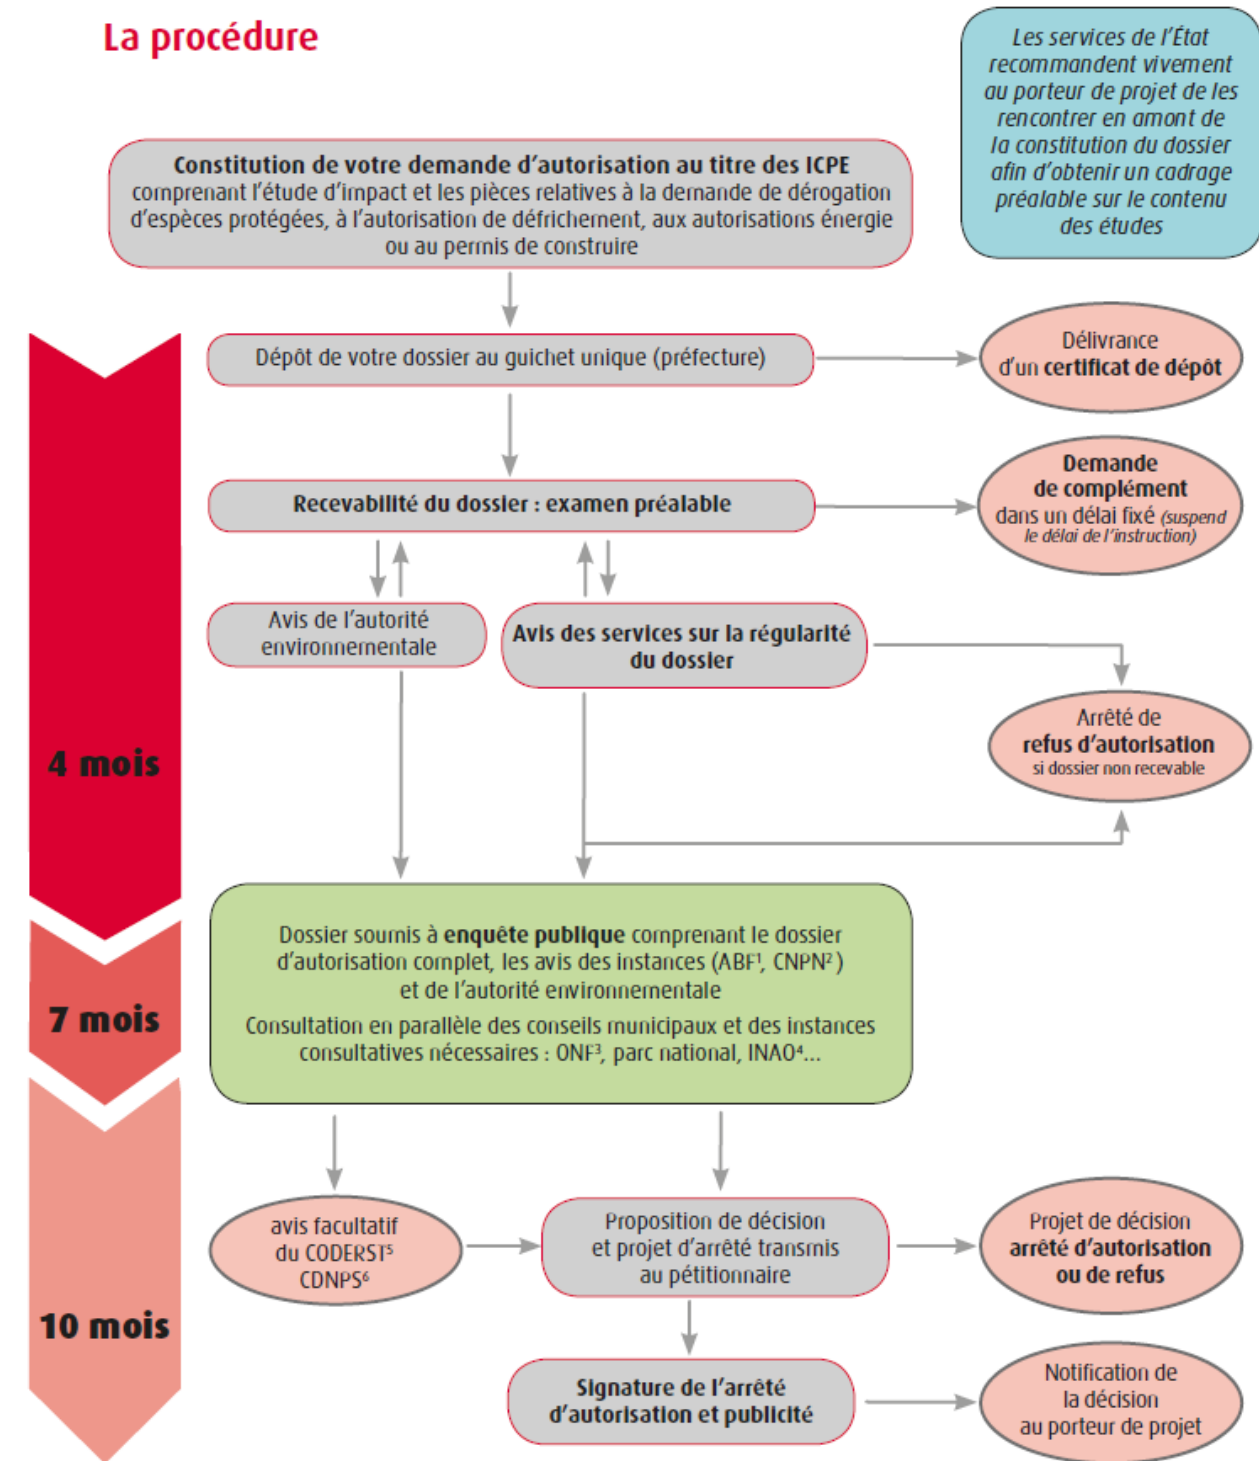 La procédure
Les services de l'État
recommandent vivement
au porteur de projet de les
rencontrer en amont de
la constitution du dossier
afin d'obtenir un cadrage
préalable sur le contenu
des études
Constitution de votre demande d'autorisation au titre des ICPE
comprenant l'étude d'impact et les pièces relatives à la demande de dérogation
d'espèces protégées, à l'autorisation de défrichement, aux autorisations énergie
ou au permis de construire
Dépôt de votre dossier au guichet unique (préfecture)
Délivrance
d'un certificat de dépôt
Recevabilité du dossier : examen préalable
Demande
de complément
dans un délai fixé (suspend
le délai de l'instruction)
Avis de l'autorité
environnementale
Avis des services sur la régularité
du dossier
Arrêté de
refus d'autorisation
si dossier non recevable
4 mois
Dossier soumis à enquête publique comprenant le dossier
d'autorisation complet, les avis des instances (ABF¹, CNPN²)
et de l'autorité environnementale
Consultation en parallèle des conseils municipaux et des instances
consultatives nécessaires : ONF³, parc national, INAO⁴...
7 mois
avis facultatif
du CODERST⁵
CDNPS⁶
Proposition de décision
et projet d'arrêté transmis
au pétitionnaire
Projet de décision
arrêté d'autorisation
ou de refus
10 mois
Signature de l'arrêté
d'autorisation et publicité
Notification de
la décision
au porteur de projet